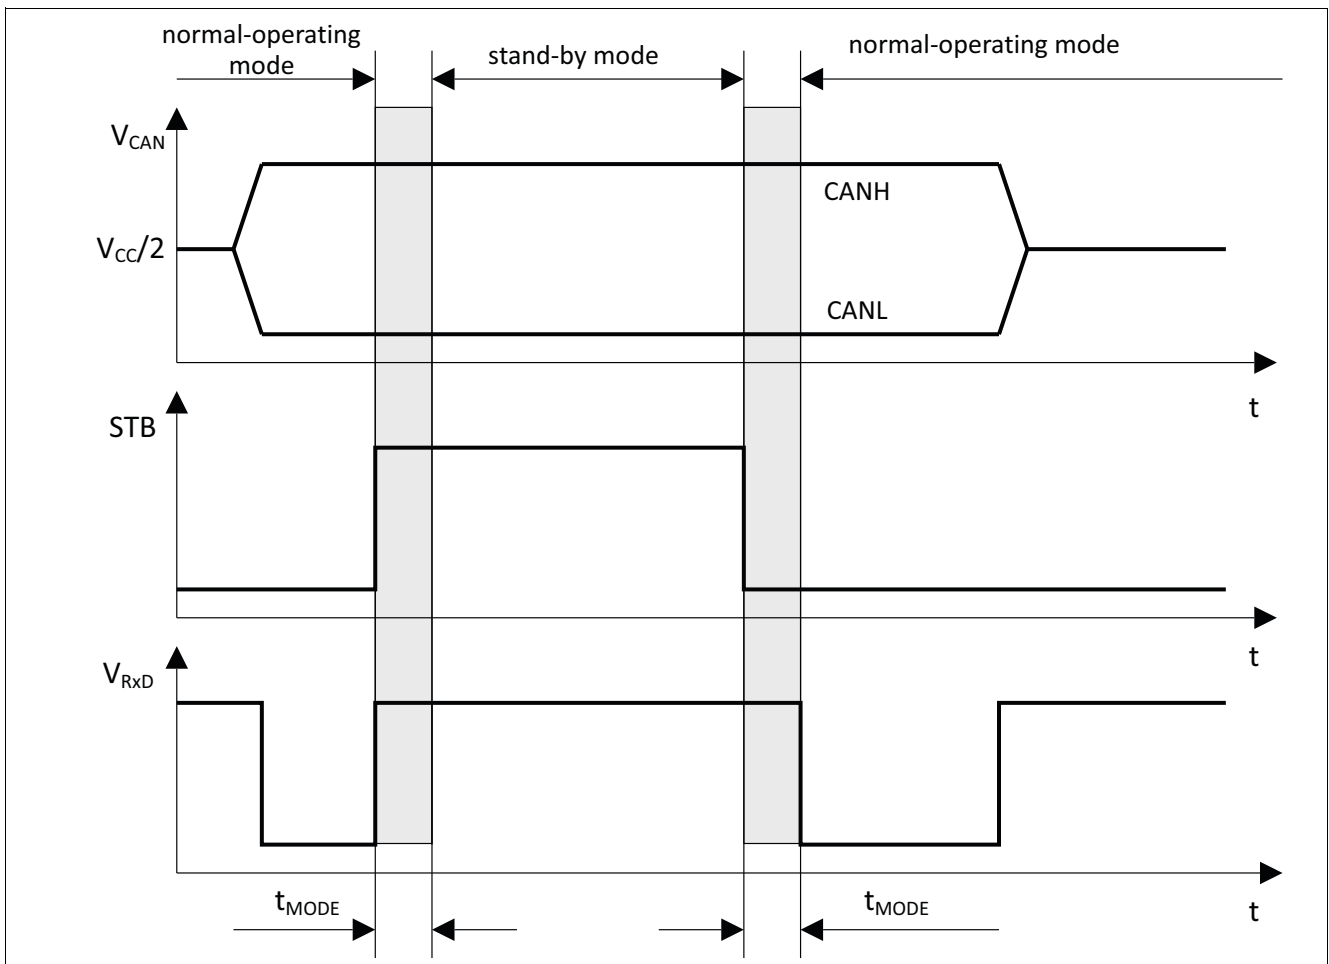 normal-operating
mode
stand-by mode
normal-operating mode
VCAN
CANH
VCC/2
CANL
t
STB
t
VRxD
tMODE
tMODE
t